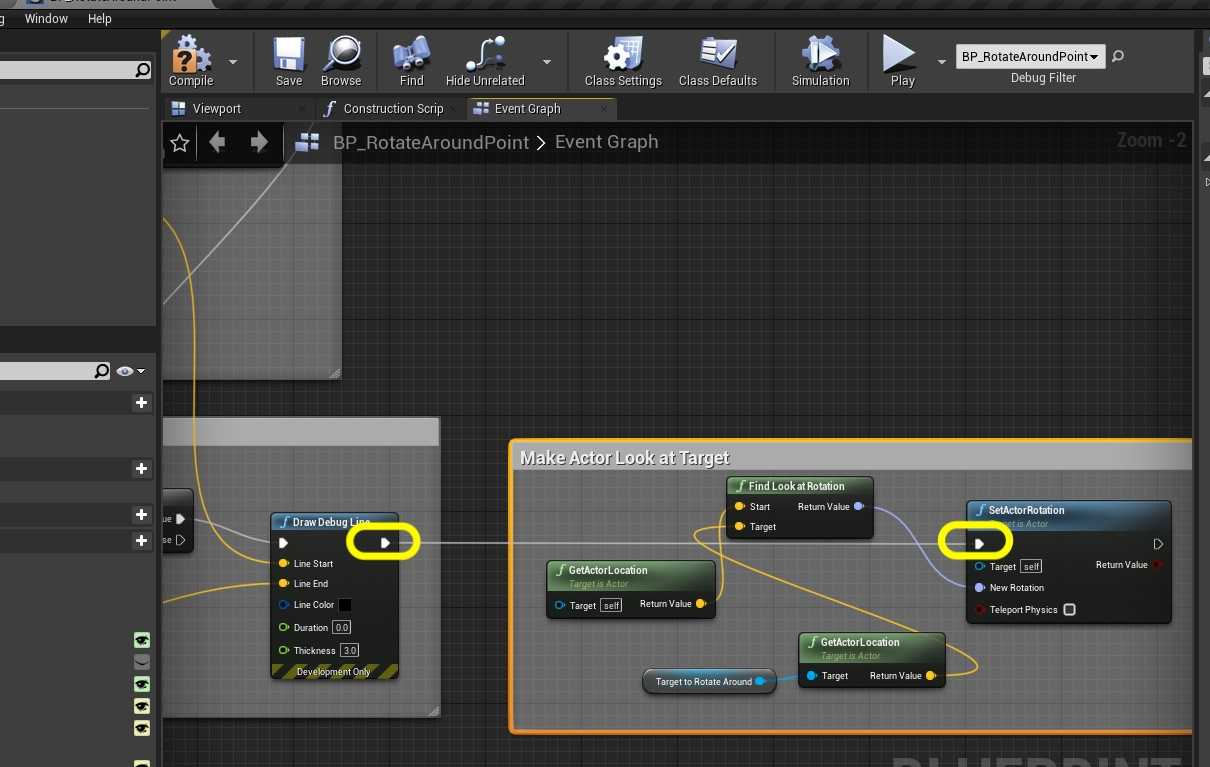 Window Help
Compile Save Browse Find Hide Unrelated Class Settings Class Defaults Simulation Play
BP_RotateAroundPoint
Debug Filter
Viewport Construction Scrip Event Graph
BP_RotateAroundPoint > Event Graph
Zoom -2
Make Actor Look at Target
Find Look at Rotation
Start Return Value
Target
SetActorRotation
Target is Actor
Target self Return Value
New Rotation
Teleport Physics
Draw Debug Line
Line Start
Line End
Line Color
Duration 0.0
Thickness 3.0
Development Only
GetActorLocation
Target is Actor
Target self Return Value
GetActorLocation
Target is Actor
Target Return Value
Target to Rotate Around